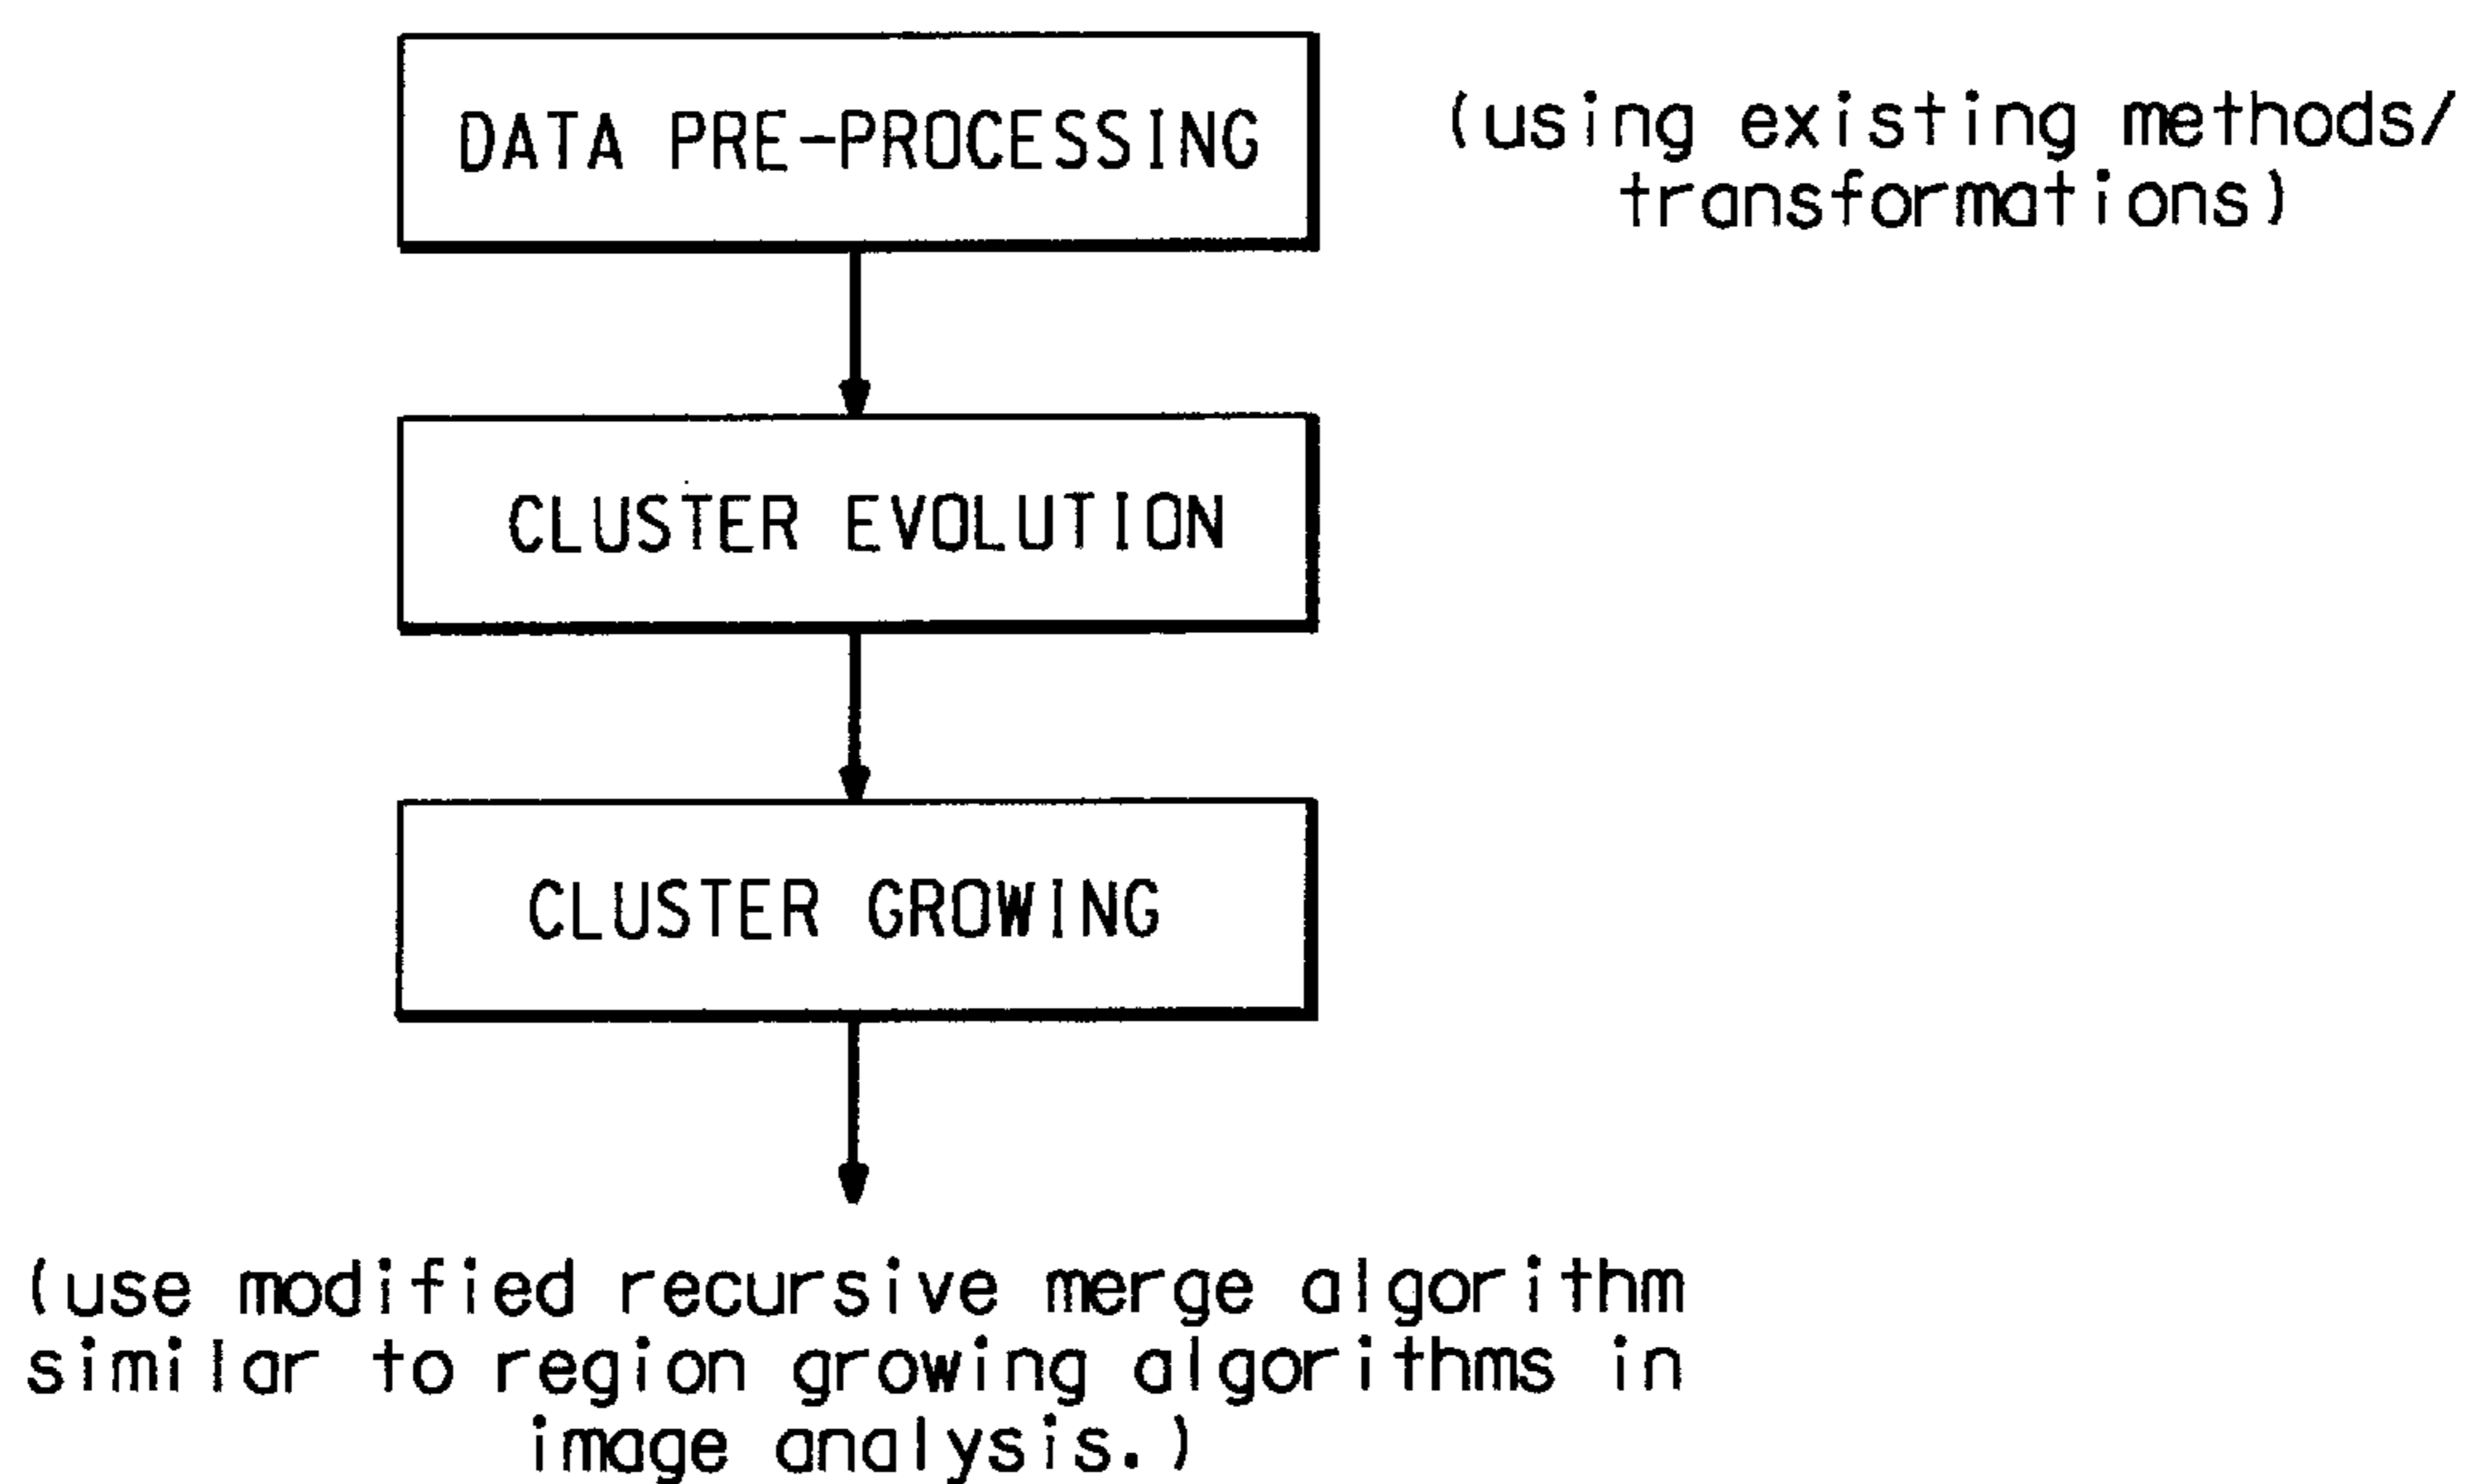 DATA PRE-PROCESSING
(using existing methods/
transformations)
CLUSTER EVOLUTION
CLUSTER GROWING
(use modified recursive merge algorithm
similar to region growing algorithms in
image analysis.)